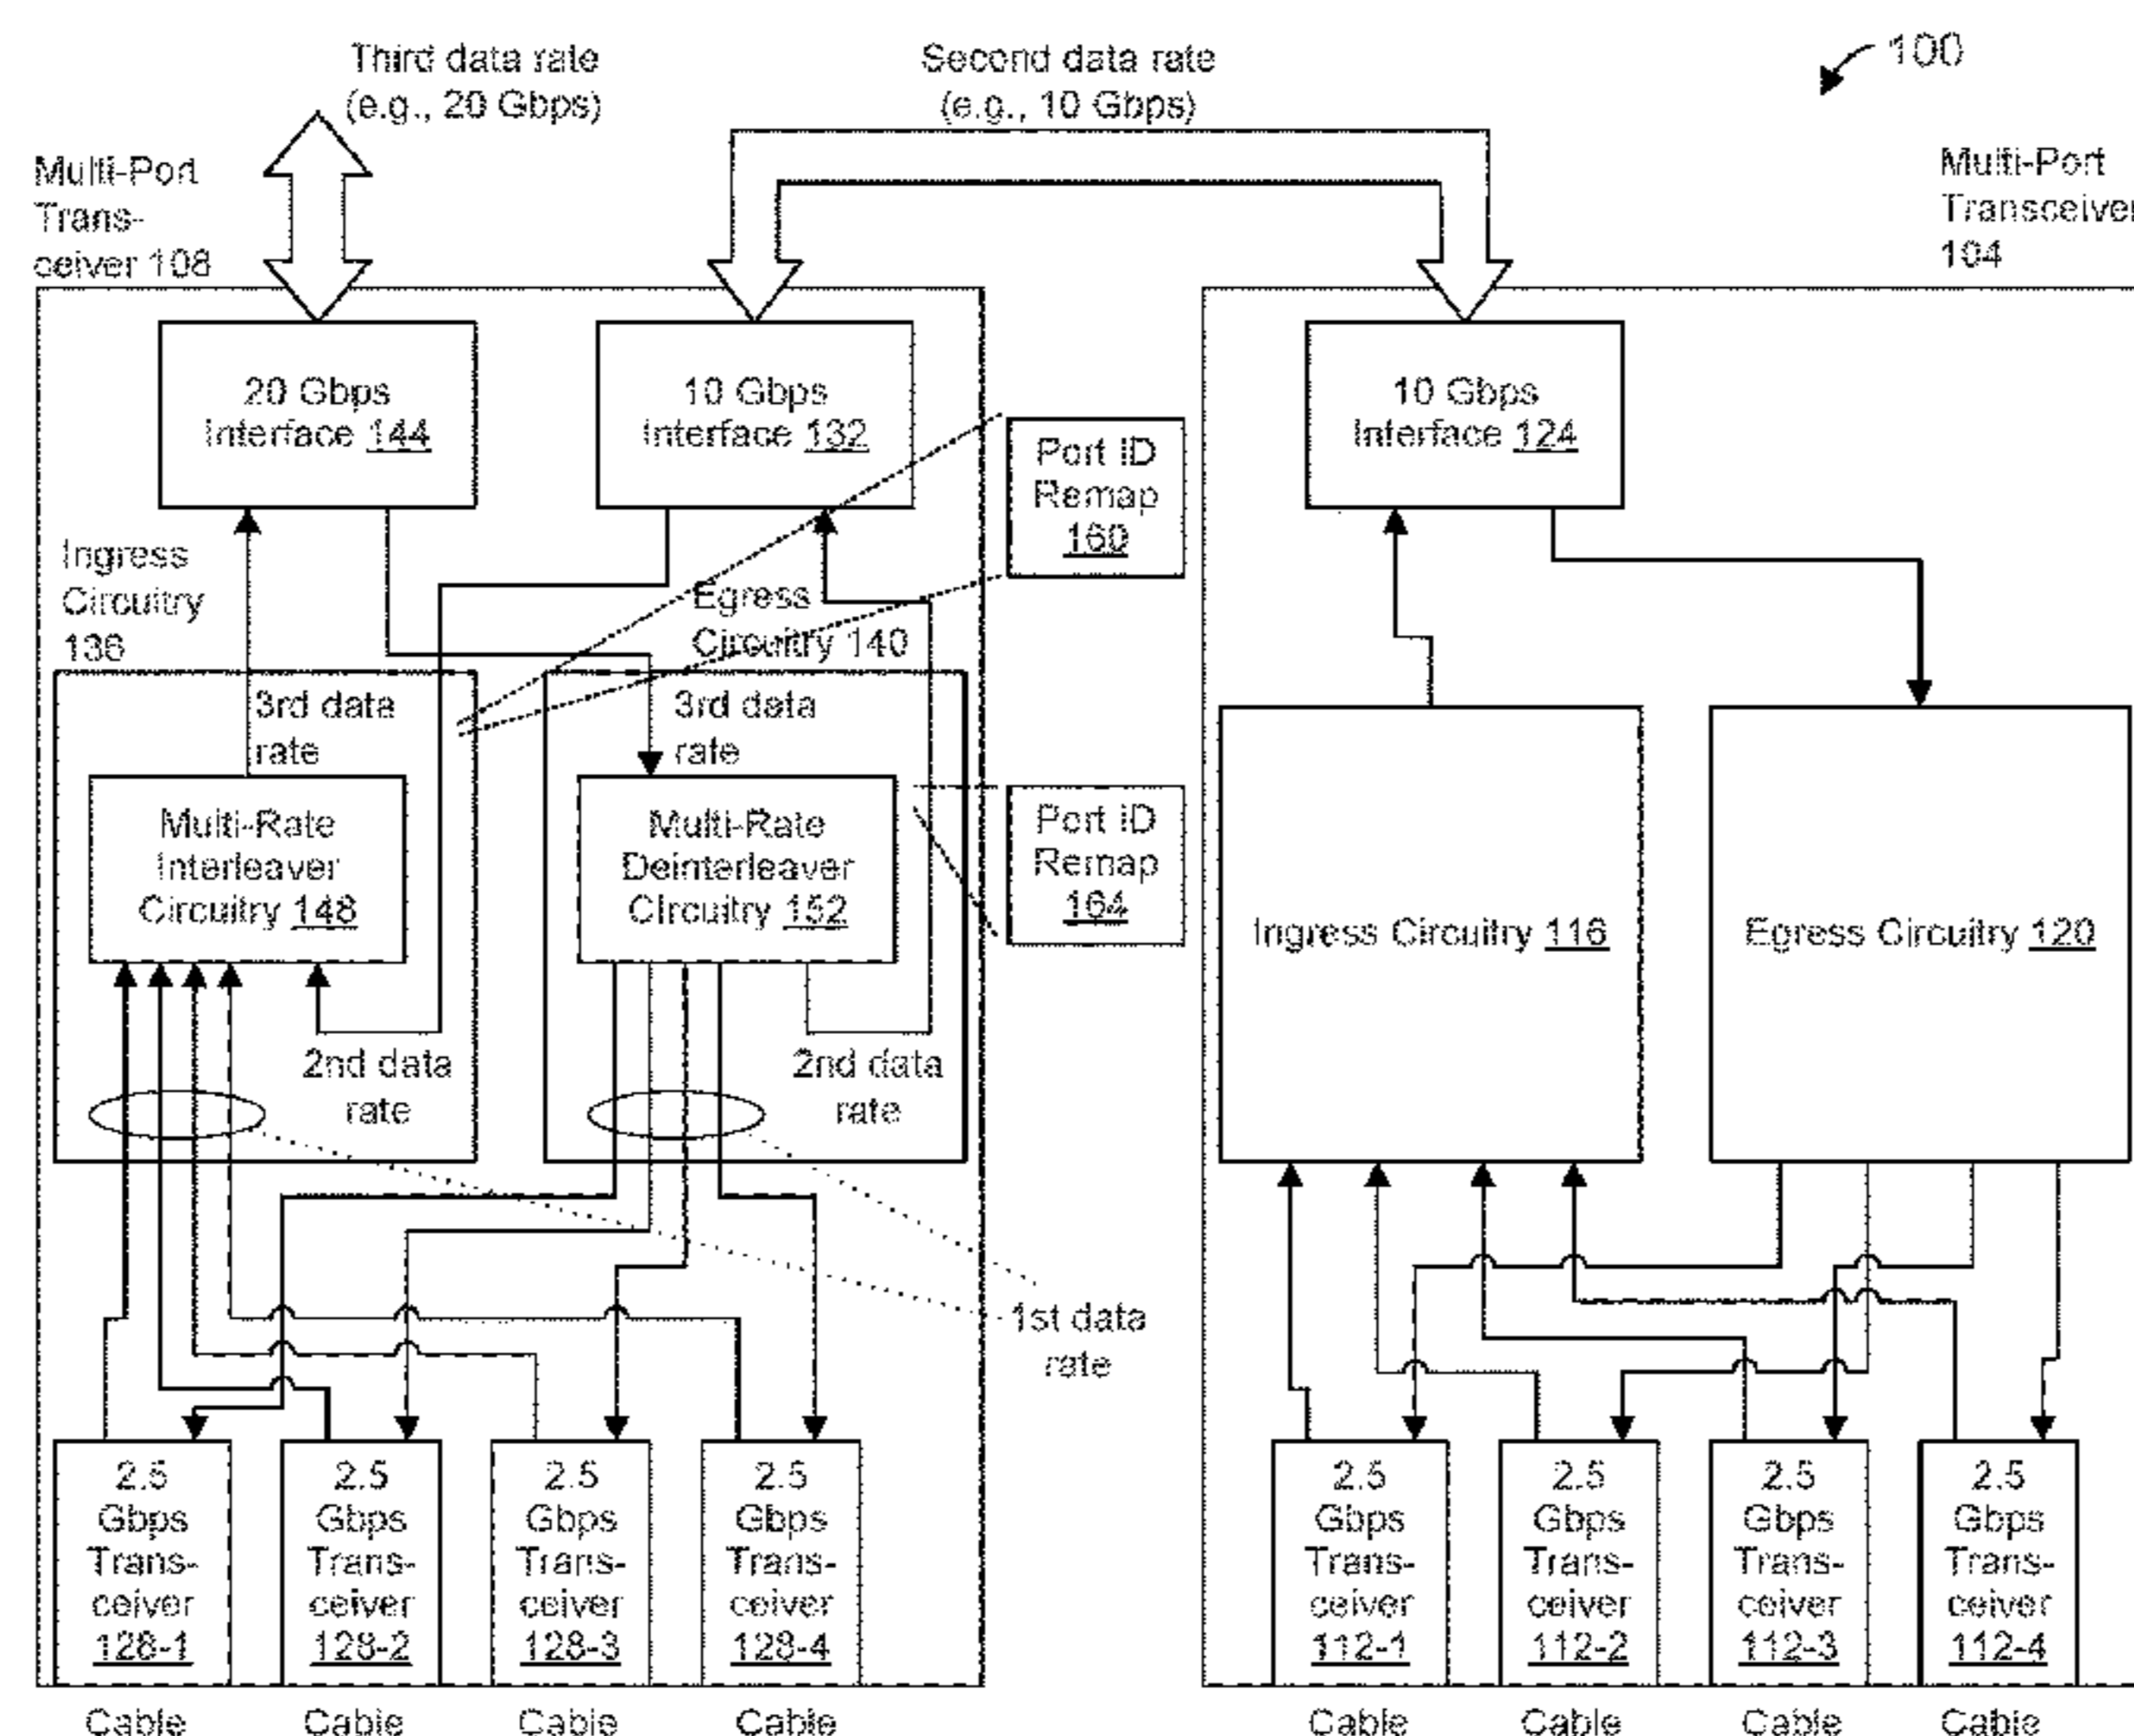 Third data rate
(e.g., 20 Gbps)
Second data rate
(e.g., 10 Gbps)
100
Multi-Port
Trans-
ceiver 108
Multi-Port
Transceiver
104
20 Gbps
Interface 144
10 Gbps
Interface 132
10 Gbps
Interface 124
Port ID
Remap
160
Ingress
Circuitry
136
Egress
Circuitry 140
3rd data
rate
3rd data
rate
Multi-Rate
Interleaver
Circuitry 148
Multi-Rate
Deinterleaver
Circuitry 152
Port ID
Remap
164
Ingress Circuitry 116
Egress Circuitry 120
2nd data
rate
2nd data
rate
1st data
rate
2.5
Gbps
Trans-
ceiver
128-1
2.5
Gbps
Trans-
ceiver
128-2
2.5
Gbps
Trans-
ceiver
128-3
2.5
Gbps
Trans-
ceiver
128-4
2.5
Gbps
Trans-
ceiver
112-1
2.5
Gbps
Trans-
ceiver
112-2
2.5
Gbps
Trans-
ceiver
112-3
2.5
Gbps
Trans-
ceiver
112-4
Cable
Cable
Cable
Cable
Cable
Cable
Cable
Cable